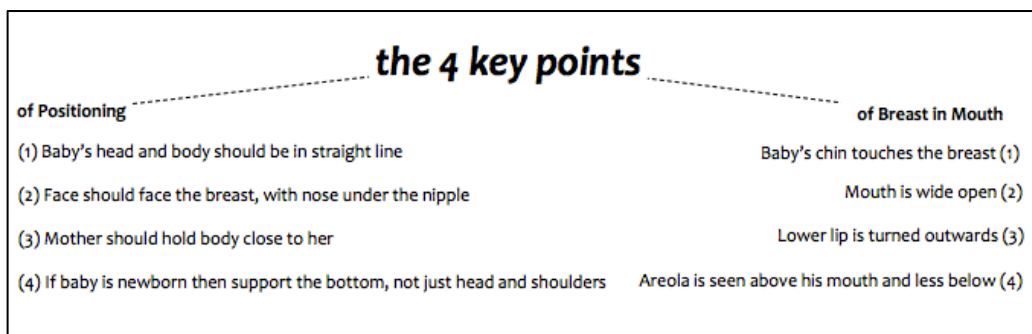 the 4 key points
of Positioning
(1) Baby's head and body should be in straight line
(2) Face should face the breast, with nose under the nipple
(3) Mother should hold body close to her
(4) If baby is newborn then support the bottom, not just head and shoulders
of Breast in Mouth
Baby's chin touches the breast (1)
Mouth is wide open (2)
Lower lip is turned outwards (3)
Areola is seen above his mouth and less below (4)